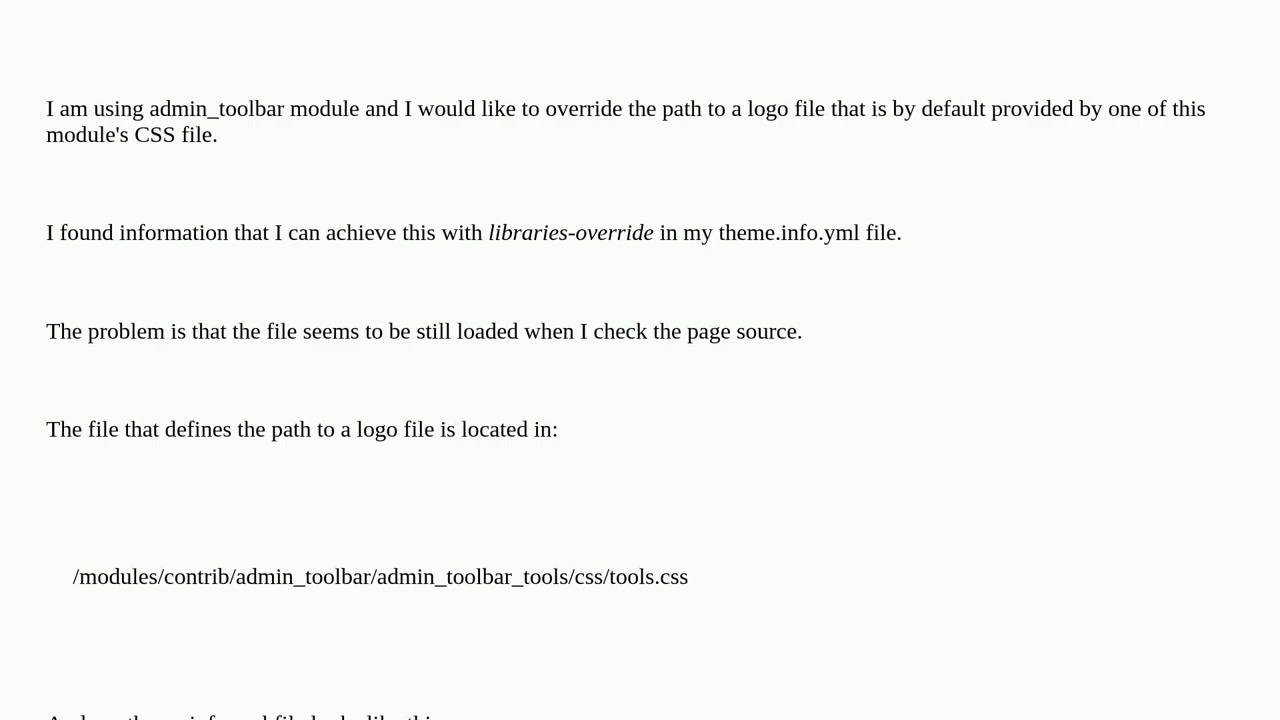 I am using admin_toolbar module and I would like to override the path to a logo file that is by default provided by one of this
module's CSS file.
I found information that I can achieve this with libraries-override in my theme.info.yml file.
The problem is that the file seems to be still loaded when I check the page source.
The file that defines the path to a logo file is located in:
/modules/contrib/admin_toolbar/admin_toolbar_tools/css/tools.css